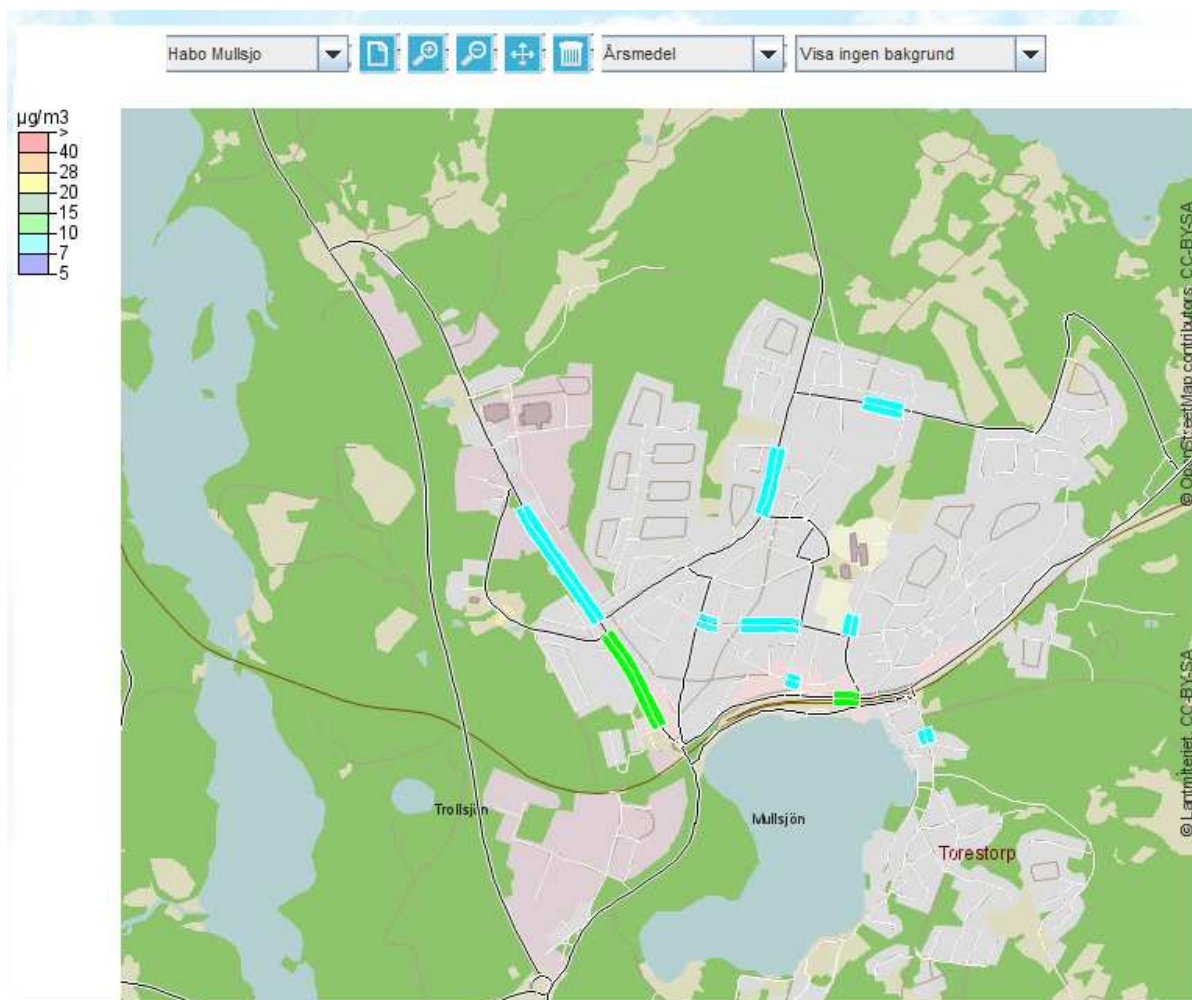 Habo Mullsjo
Årsmedel
Visa ingen bakgrund
µg/m3
>
40
28
20
15
10
7
5
Trollsjön
Mullsjön
Torestorp
© OpenStreetMap contributors, CC-BY-SA
© Lantmäteriet, CC-BY-SA